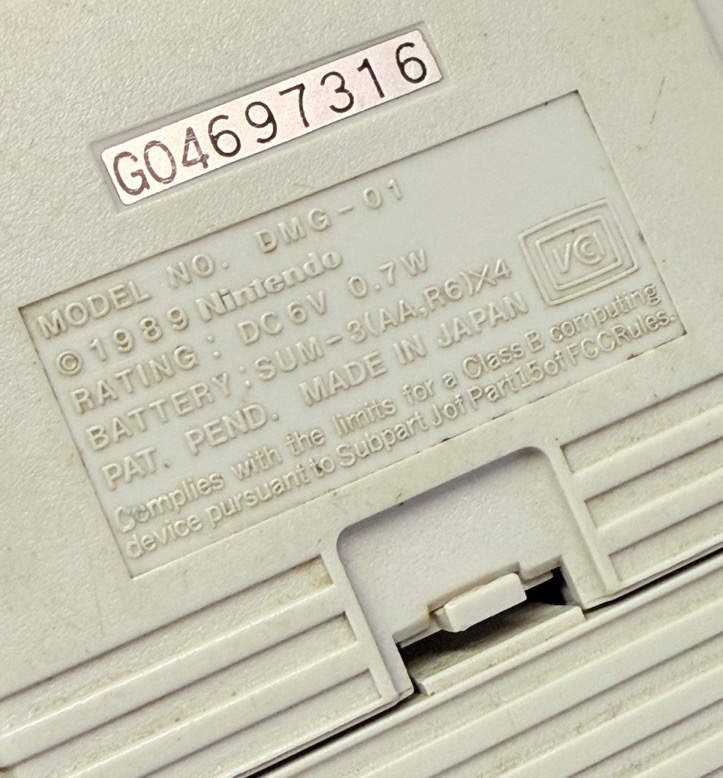 G04697316
MODEL NO. DMG-01
©1989 Nintendo
RATING : DC 6V 0.7W
BATTERY : SUM-3(AA,R6)X4
PAT. PEND. MADE IN JAPAN
VCI
Complies with the limits for a Class B computing
device pursuant to Subpart J of Part 15 of FCC Rules.